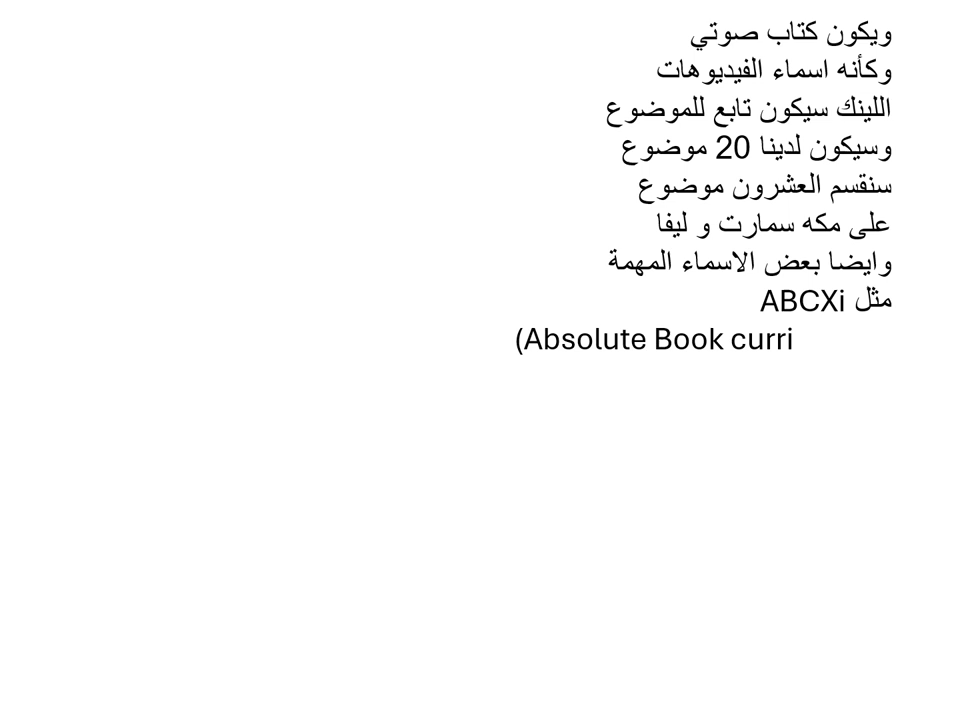 ويكون كتاب صوتي
وكأنه اسماء الفيديوهات
اللينك سيكون تابع للموضوع
وسيكون لدينا 20 موضوع
سنقسم العشرون موضوع
على مكه سمارت و ليفا
وايضا بعض الاسماء المهمة
مثل ABCXi
(Absolute Book curri